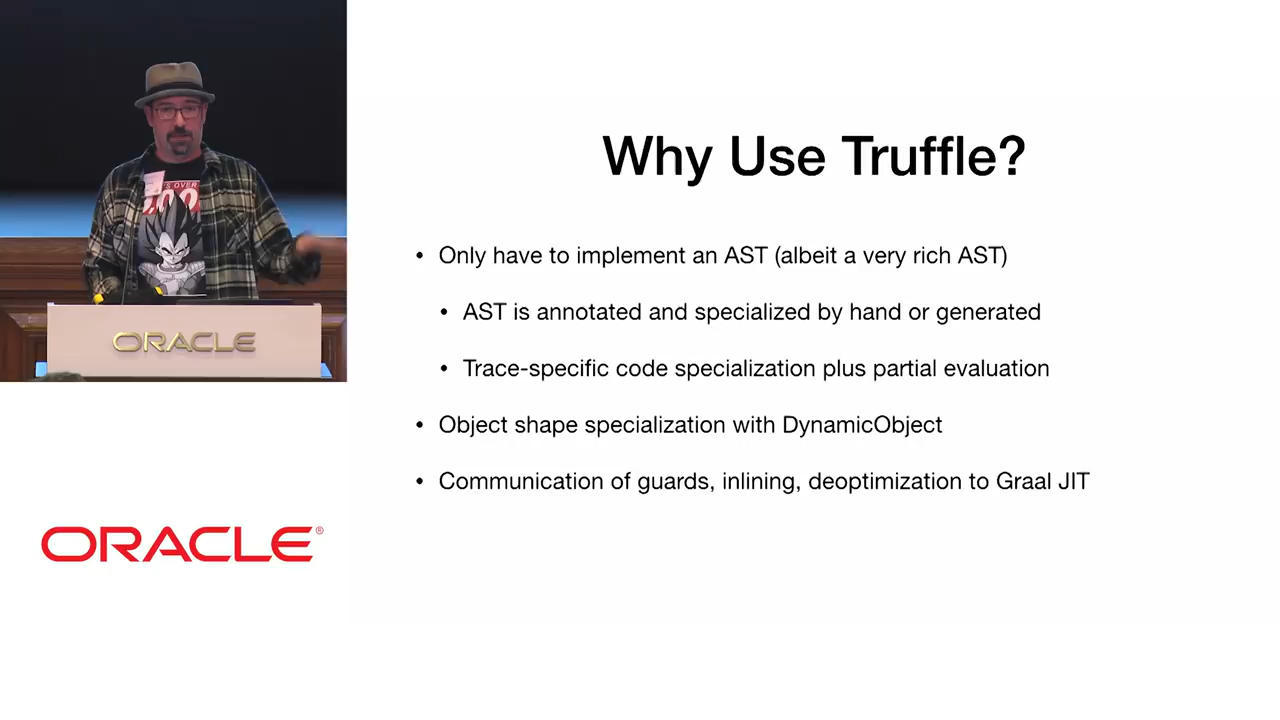 Why Use Truffle?
• Only have to implement an AST (albeit a very rich AST)
• AST is annotated and specialized by hand or generated
• Trace-specific code specialization plus partial evaluation
• Object shape specialization with DynamicObject
• Communication of guards, inlining, deoptimization to Graal JIT
ORACLE
ORACLE®